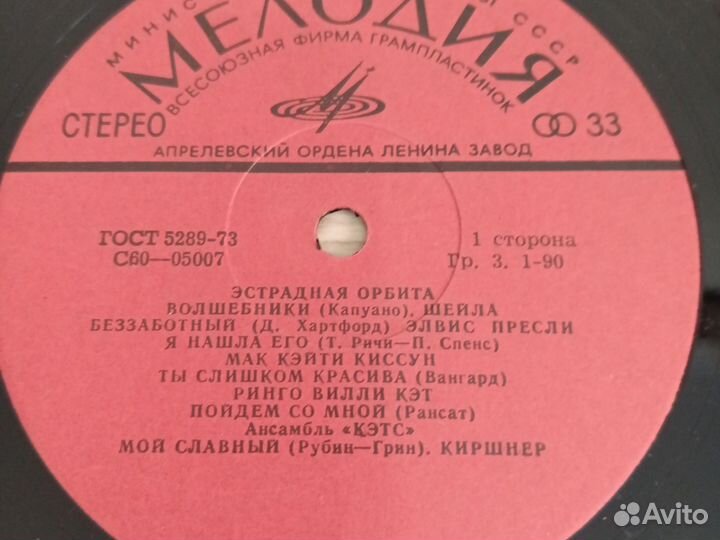 МИНИС Ы СССР
МЕЛОДИЯ
ВСЕСОЮЗНАЯ ФИРМА ГРАМПЛАСТИНОК
СТЕРЕО 33
АПРЕЛЕВСКИЙ ОРДЕНА ЛЕНИНА ЗАВОД
ГОСТ 5289-73 1 сторона
С60—05007 Гр. 3. 1-90
ЭСТРАДНАЯ ОРБИТА
ВОЛШЕБНИКИ (Капуано). ШЕЙЛА
БЕЗЗАБОТНЫЙ (Д. Хартфорд) ЭЛВИС ПРЕСЛИ
Я НАШЛА ЕГО (Т. Ричи—П. Спенс)
МАК КЭЙТИ КИССУН
ТЫ СЛИШКОМ КРАСИВА (Вангард)
РИНГО ВИЛЛИ КЭТ
ПОЙДЕМ СО МНОЙ (Рансат)
Ансамбль «КЭТС»
МОЙ СЛАВНЫЙ (Рубин—Грин). КИРШНЕР
Avito